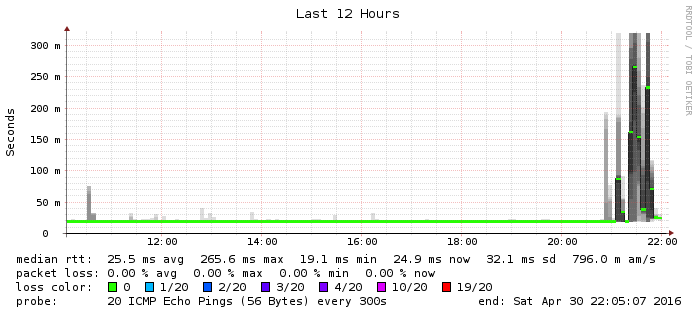 Last 12 Hours
RRDTOOL / TOBI OETIKER
Seconds
300 m
250 m
200 m
150 m
100 m
50 m
0
12:00 14:00 16:00 18:00 20:00 22:00
median rtt: 25.5 ms avg 265.6 ms max 19.1 ms min 24.9 ms now 32.1 ms sd 796.0 m am/s
packet loss: 0.00 % avg 0.00 % max 0.00 % min 0.00 % now
loss color: 0 1/20 2/20 3/20 4/20 10/20 19/20
probe: 20 ICMP Echo Pings (56 Bytes) every 300s end: Sat Apr 30 22:05:07 2016